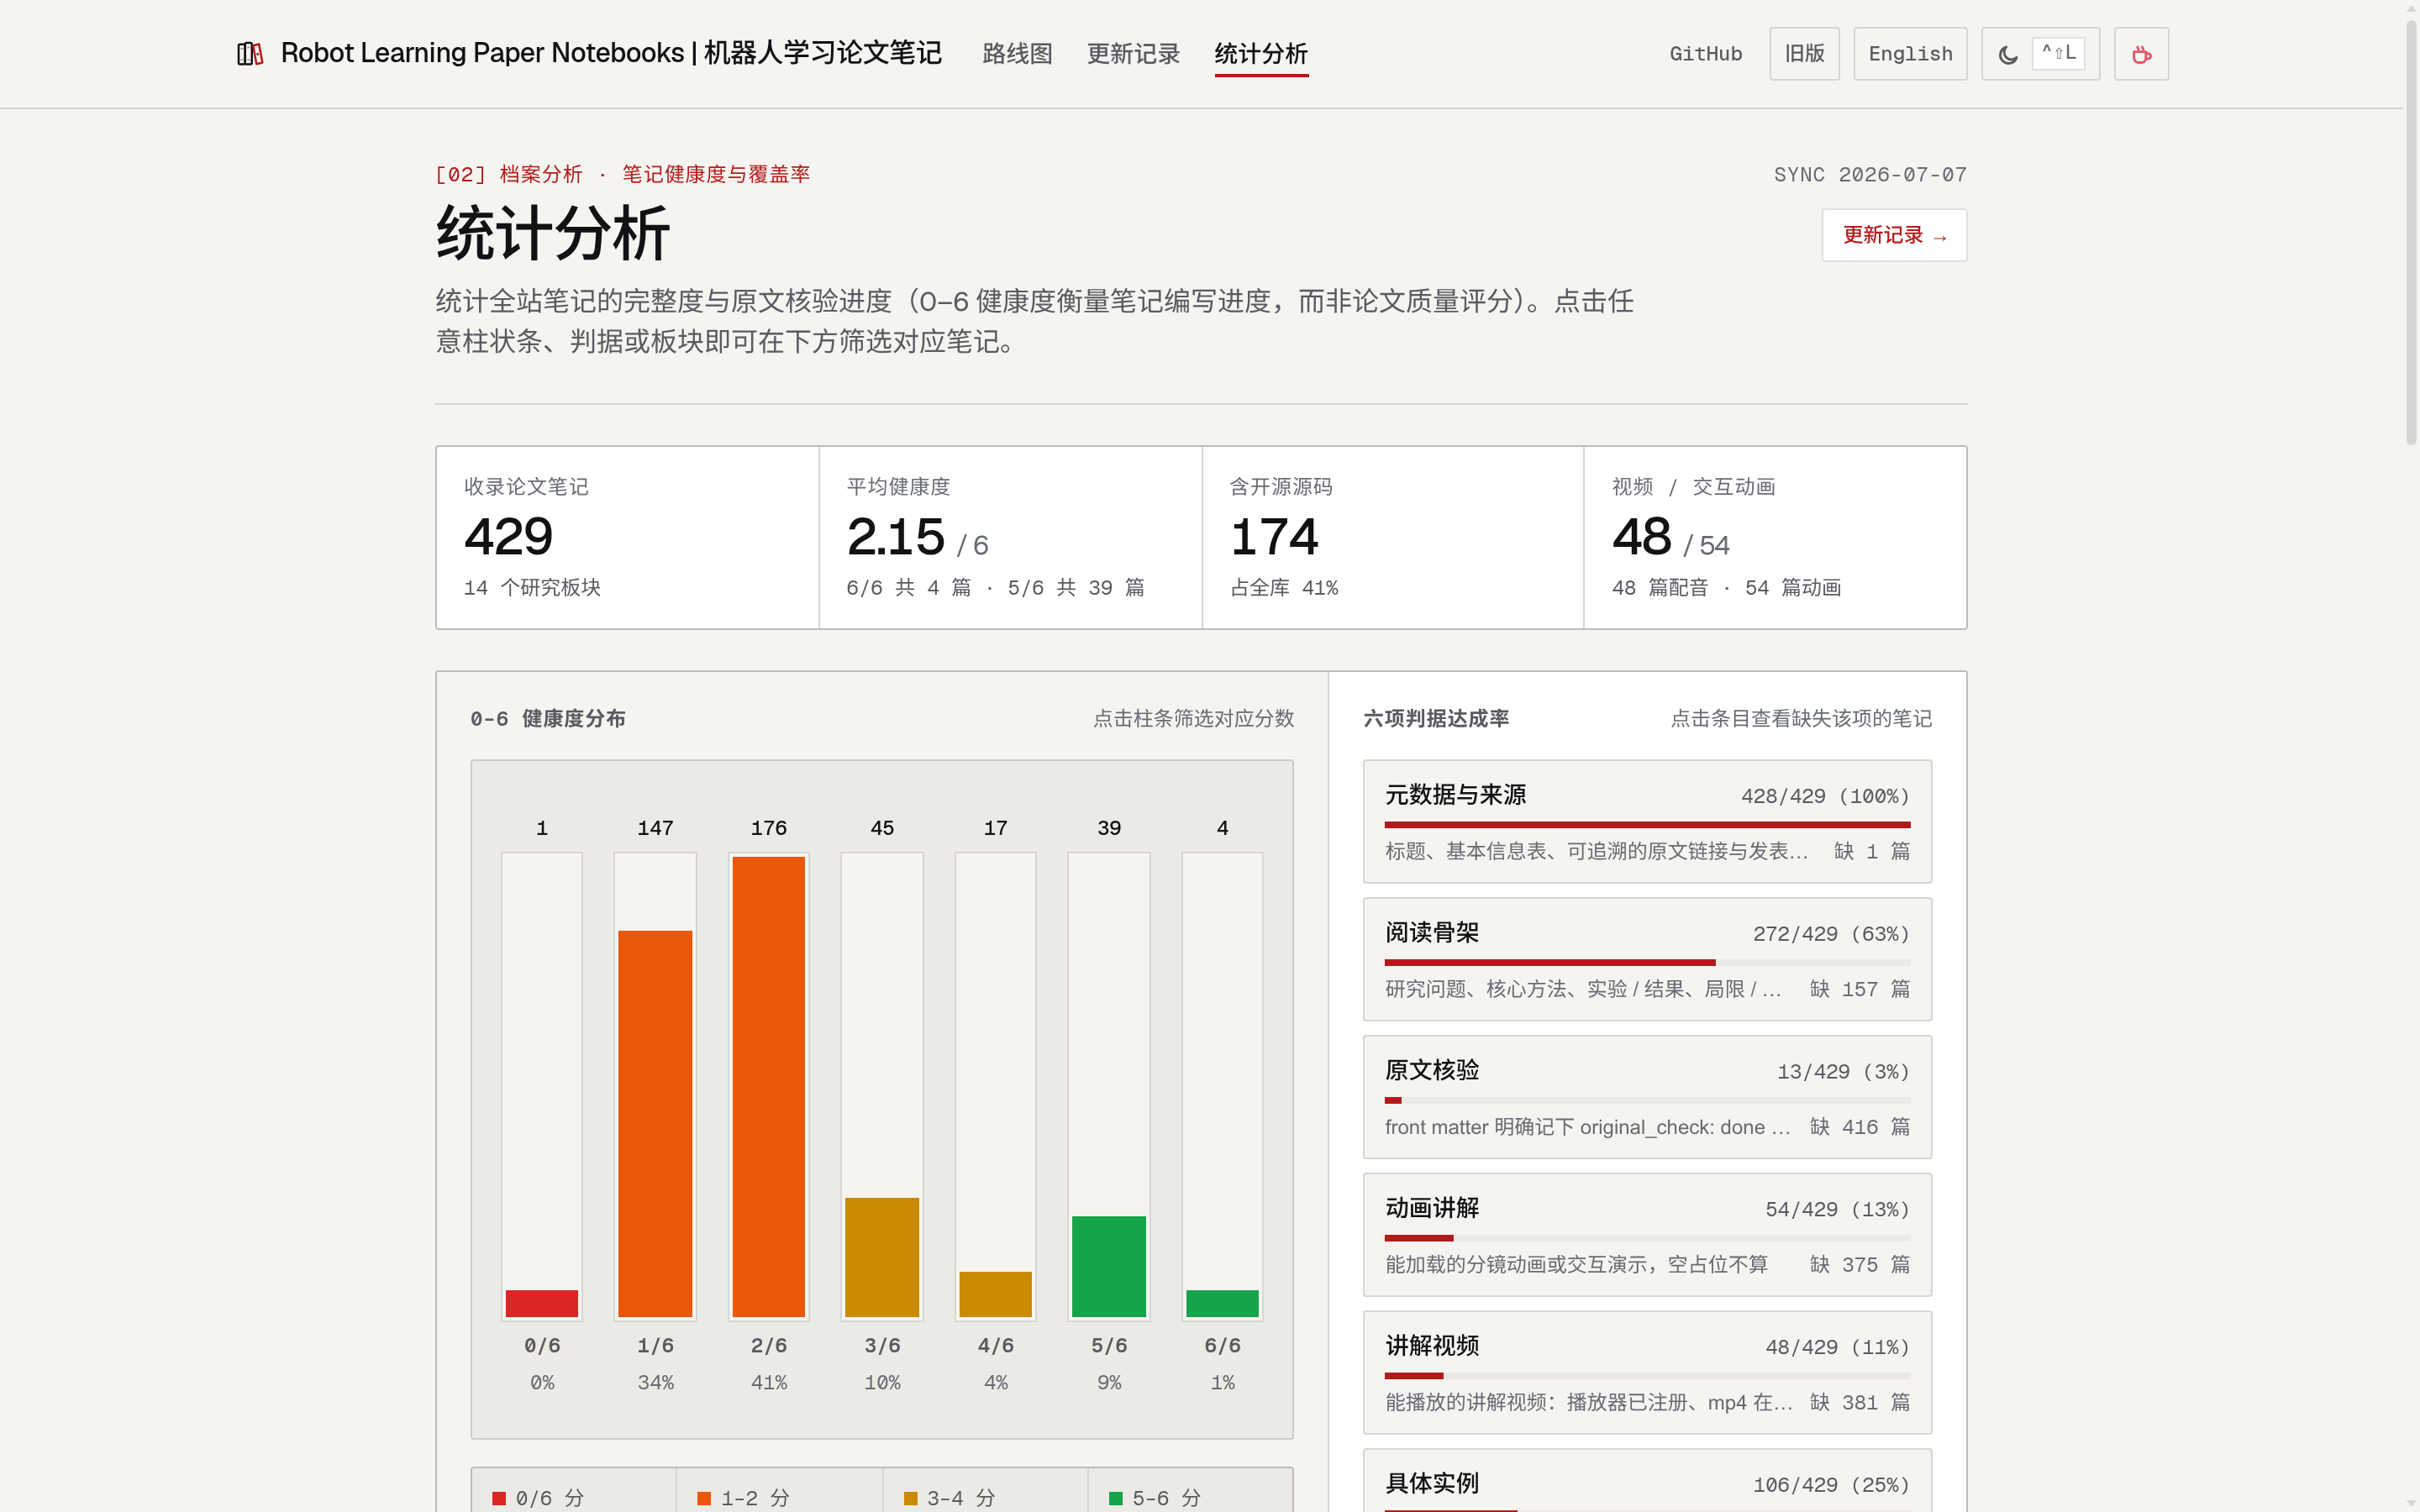 Robot Learning Paper Notebooks | 机器人学习论文笔记
路线图
更新记录
统计分析
GitHub
旧版
English
^⇧L
[02] 档案分析 · 笔记健康度与覆盖率
SYNC 2026-07-07
统计分析
更新记录 →
统计全站笔记的完整度与原文核验进度（0–6 健康度衡量笔记编写进度，而非论文质量评分）。点击任
意柱状条、判据或板块即可在下方筛选对应笔记。
收录论文笔记
429
14 个研究板块
平均健康度
2.15 / 6
6/6 共 4 篇 · 5/6 共 39 篇
含开源源码
174
占全库 41%
视频 / 交互动画
48 / 54
48 篇配音 · 54 篇动画
0–6 健康度分布
点击柱条筛选对应分数
1 147 176 45 17 39 4
0/6 1/6 2/6 3/6 4/6 5/6 6/6
0% 34% 41% 10% 4% 9% 1%
0/6 分
1–2 分
3–4 分
5–6 分
六项判据达成率
点击条目查看缺失该项的笔记
元数据与来源
428/429 (100%)
标题、基本信息表、可追溯的原文链接与发表…
缺 1 篇
阅读骨架
272/429 (63%)
研究问题、核心方法、实验 / 结果、局限 / …
缺 157 篇
原文核验
13/429 (3%)
front matter 明确记下 original_check: done …
缺 416 篇
动画讲解
54/429 (13%)
能加载的分镜动画或交互演示，空占位不算
缺 375 篇
讲解视频
48/429 (11%)
能播放的讲解视频：播放器已注册、mp4 在…
缺 381 篇
具体实例
106/429 (25%)